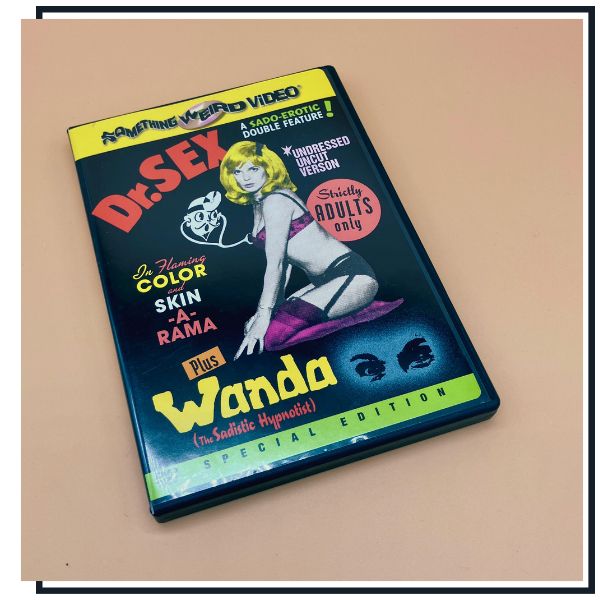 SOMETHING WEIRD VIDEO
A SADO-EROTIC
DOUBLE FEATURE!
Dr. SEX
*UNDRESSED
UNCUT
VERSON
Strictly
ADULTS
only
In Flaming
COLOR
and
SKIN
-A-
RAMA
Plus
Wanda
(The Sadistic Hypnotist)
SPECIAL EDITION